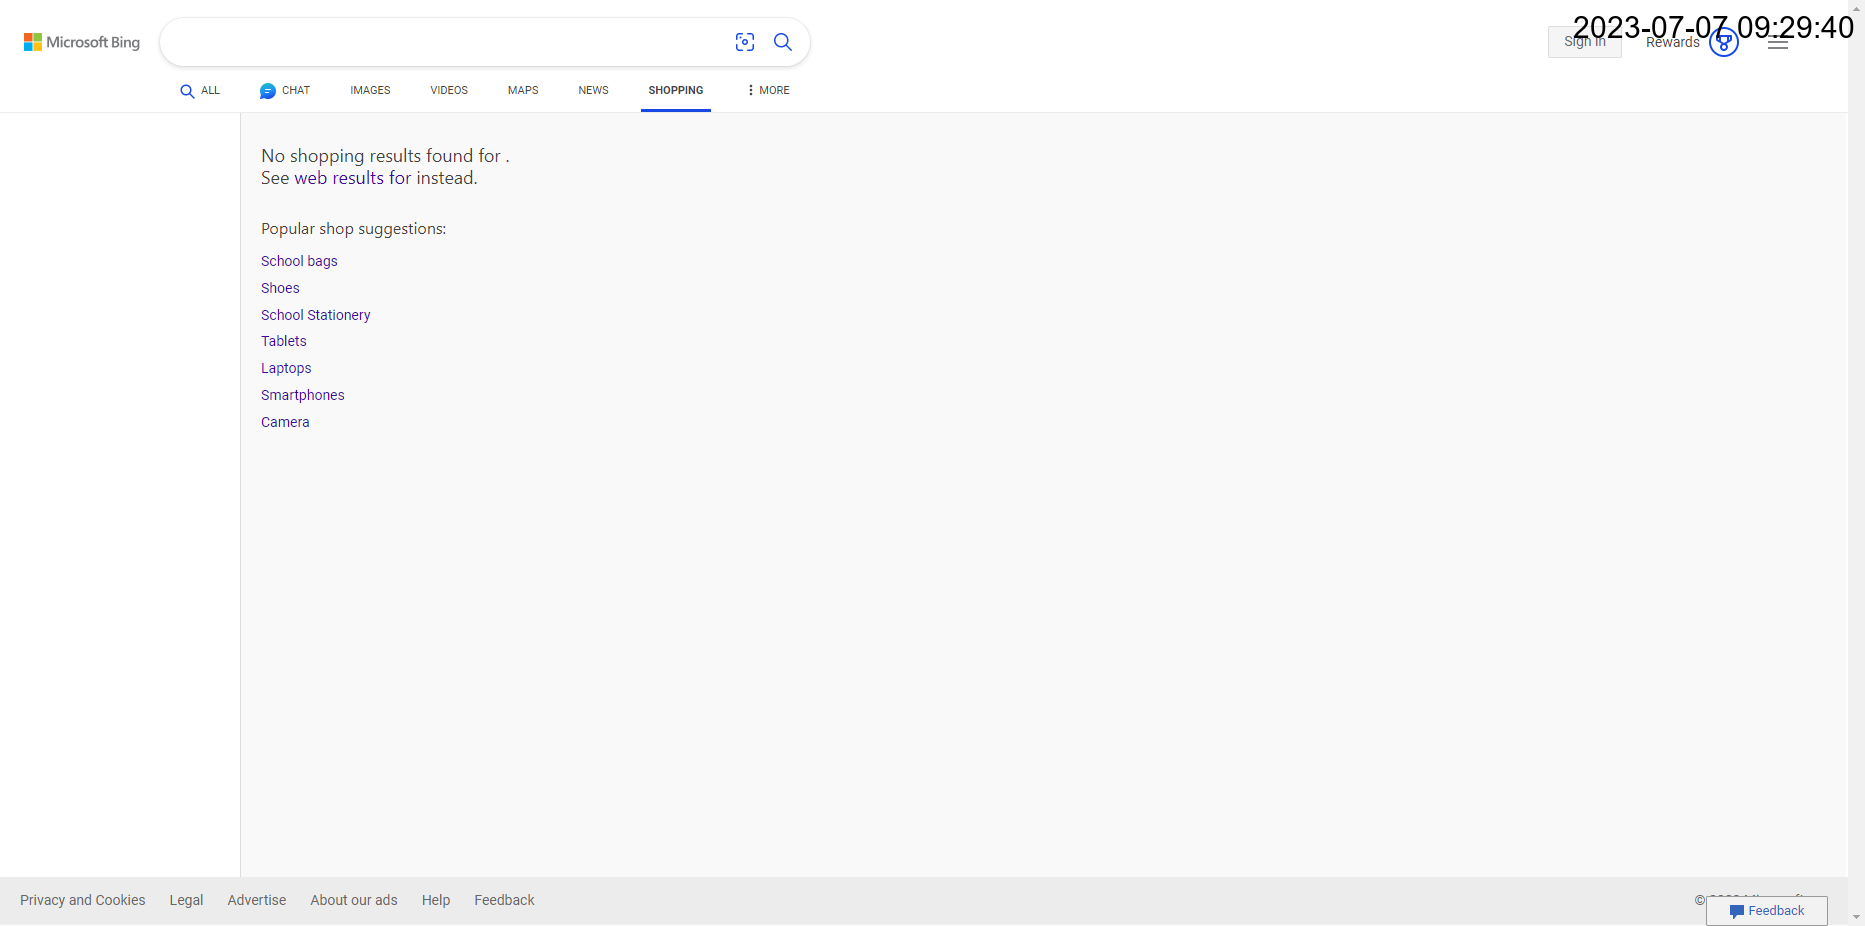 Microsoft Bing
2023-07-07 09:29:40
Sign in
Rewards
ALL
CHAT
IMAGES
VIDEOS
MAPS
NEWS
SHOPPING
MORE
No shopping results found for .
See web results for instead.
Popular shop suggestions:
School bags
Shoes
School Stationery
Tablets
Laptops
Smartphones
Camera
Privacy and Cookies
Legal
Advertise
About our ads
Help
Feedback
©
Feedback